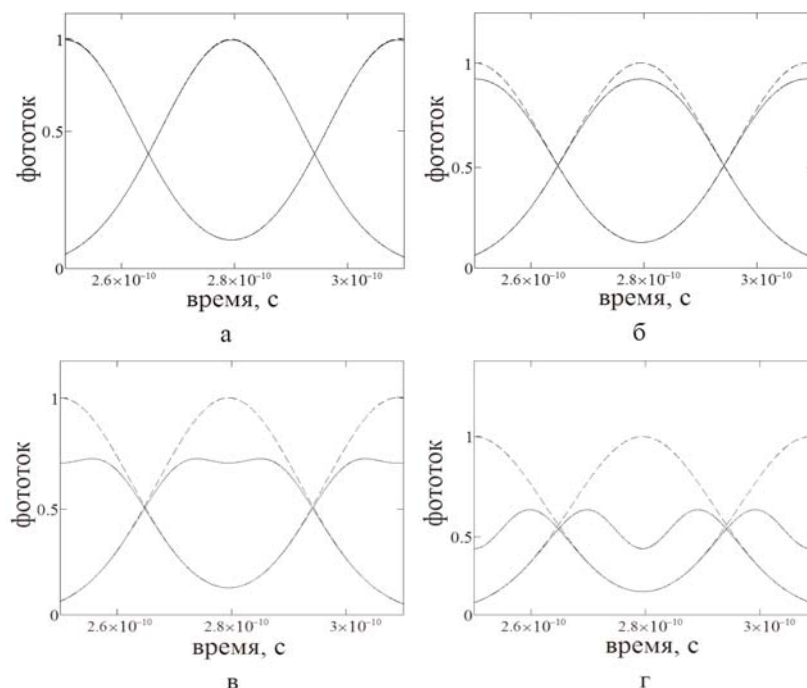 1
0.5
0
фототок
2.6×10⁻¹⁰
2.8×10⁻¹⁰
3×10⁻¹⁰
время, с
а
1
0.5
0
фототок
2.6×10⁻¹⁰
2.8×10⁻¹⁰
3×10⁻¹⁰
время, с
б
1
0.5
0
фототок
2.6×10⁻¹⁰
2.8×10⁻¹⁰
3×10⁻¹⁰
время, с
в
1
0.5
0
фототок
2.6×10⁻¹⁰
2.8×10⁻¹⁰
3×10⁻¹⁰
время, с
г